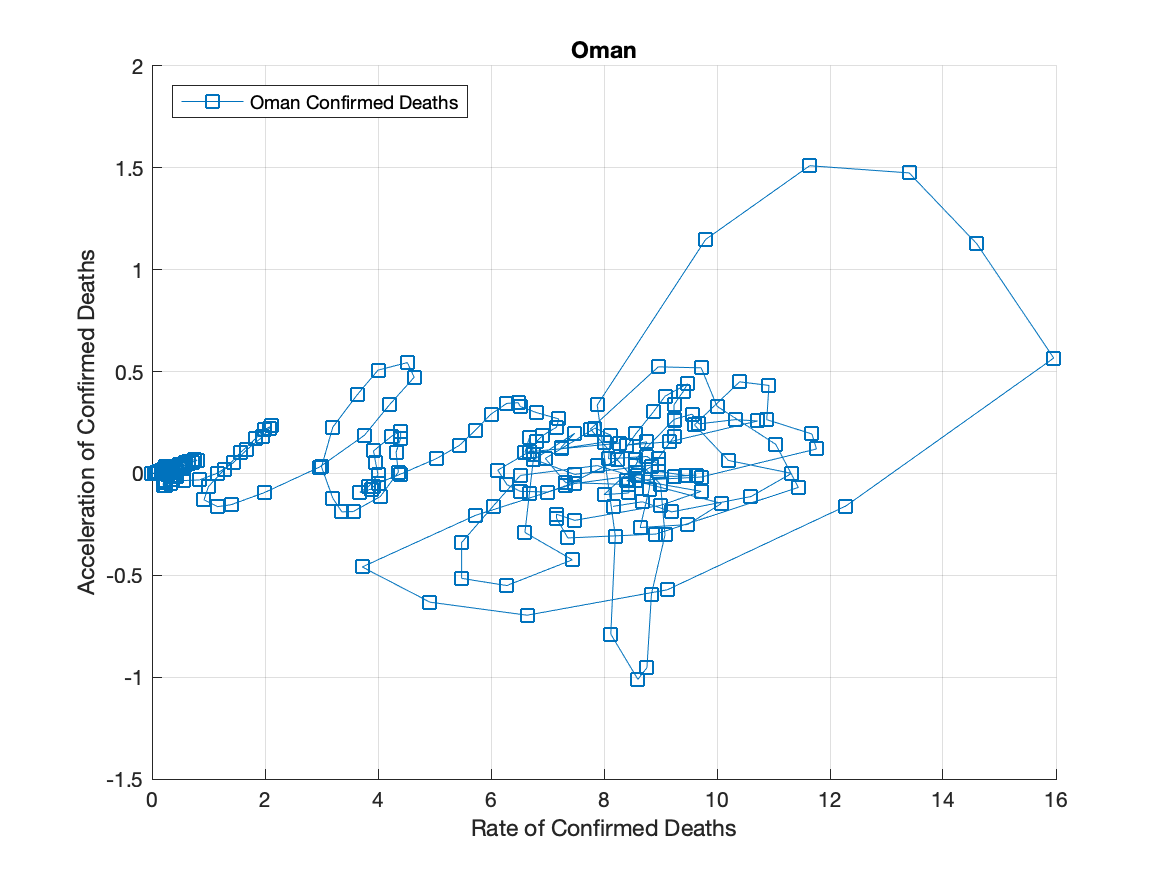 Oman
Oman Confirmed Deaths
2
1.5
1
0.5
0
-0.5
-1
-1.5
Acceleration of Confirmed Deaths
0 2 4 6 8 10 12 14 16
Rate of Confirmed Deaths